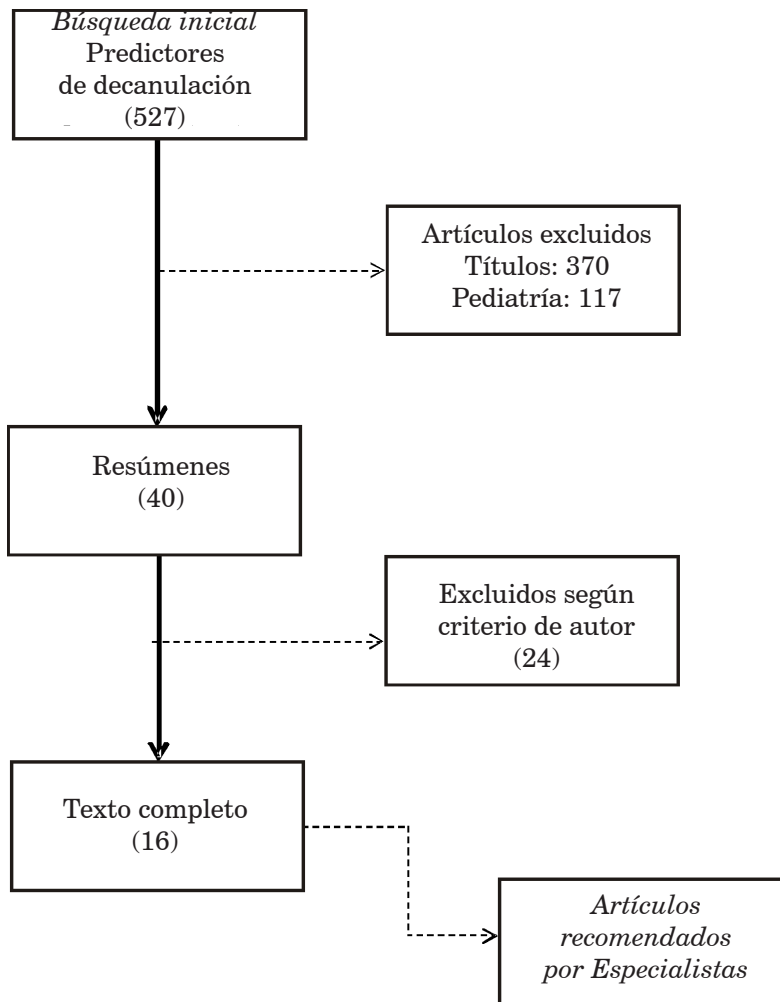 Búsqueda inicial
Predictores
de decanulación
(527)
Artículos excluidos
Títulos: 370
Pediatría: 117
Resúmenes
(40)
Excluidos según
criterio de autor
(24)
Texto completo
(16)
Artículos
recomendados
por Especialistas